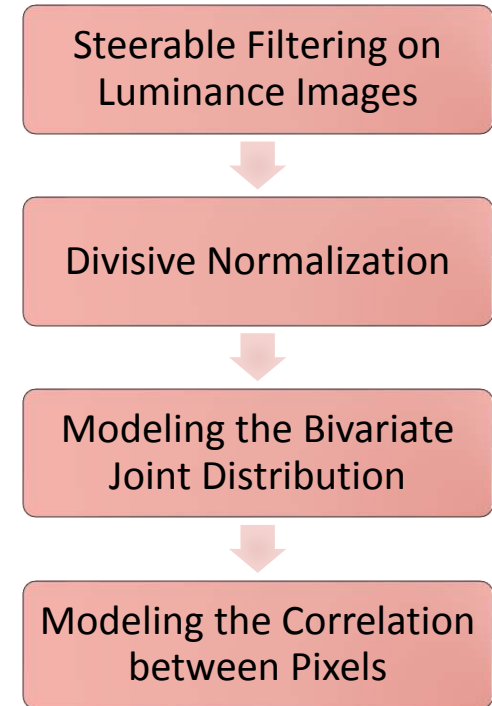 Steerable Filtering on
Luminance Images
Divisive Normalization
Modeling the Bivariate
Joint Distribution
Modeling the Correlation
between Pixels